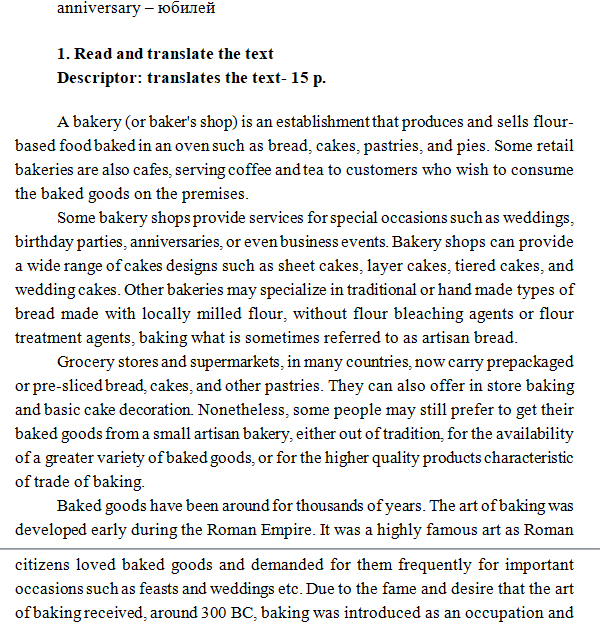 anniversary – юбилей
1. Read and translate the text
Descriptor: translates the text- 15 p.
A bakery (or baker's shop) is an establishment that produces and sells flour-
based food baked in an oven such as bread, cakes, pastries, and pies. Some retail
bakeries are also cafes, serving coffee and tea to customers who wish to consume
the baked goods on the premises.
Some bakery shops provide services for special occasions such as weddings,
birthday parties, anniversaries, or even business events. Bakery shops can provide
a wide range of cakes designs such as sheet cakes, layer cakes, tiered cakes, and
wedding cakes. Other bakeries may specialize in traditional or hand made types of
bread made with locally milled flour, without flour bleaching agents or flour
treatment agents, baking what is sometimes referred to as artisan bread.
Grocery stores and supermarkets, in many countries, now carry prepackaged
or pre-sliced bread, cakes, and other pastries. They can also offer in store baking
and basic cake decoration. Nonetheless, some people may still prefer to get their
baked goods from a small artisan bakery, either out of tradition, for the availability
of a greater variety of baked goods, or for the higher quality products characteristic
of trade of baking.
Baked goods have been around for thousands of years. The art of baking was
developed early during the Roman Empire. It was a highly famous art as Roman
citizens loved baked goods and demanded for them frequently for important
occasions such as feasts and weddings etc. Due to the fame and desire that the art
of baking received, around 300 BC, baking was introduced as an occupation and